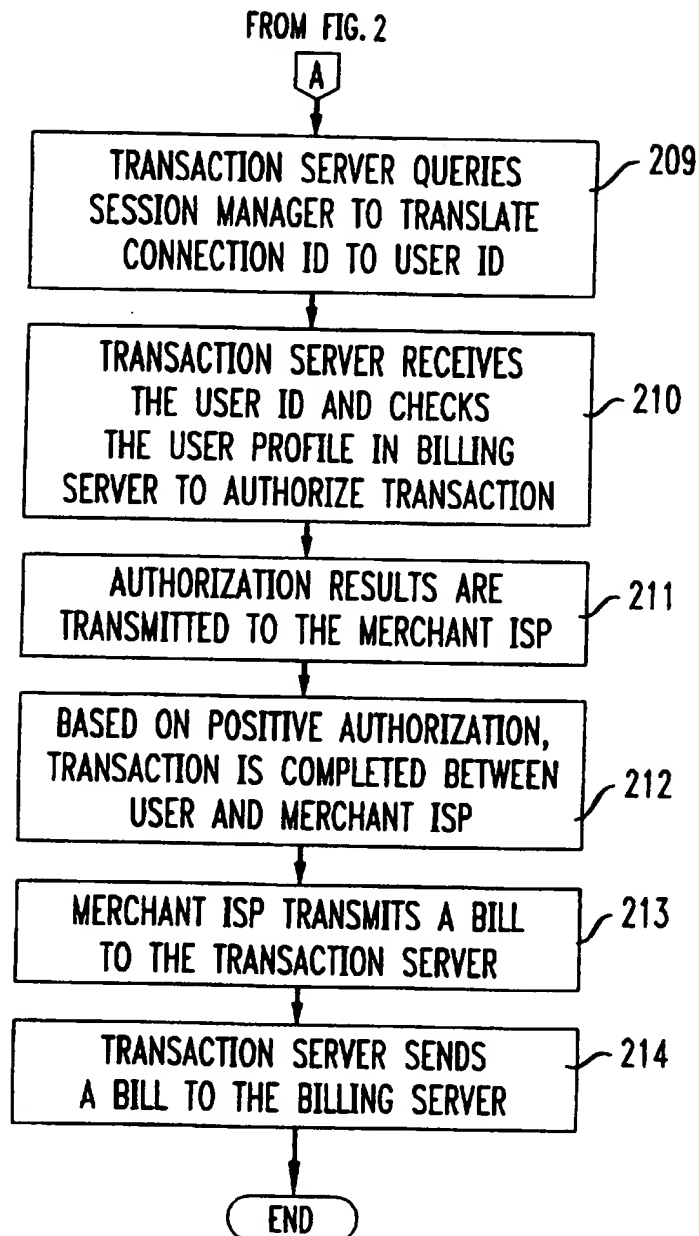 FROM FIG. 2
A
TRANSACTION SERVER QUERIES
SESSION MANAGER TO TRANSLATE
CONNECTION ID TO USER ID
209
TRANSACTION SERVER RECEIVES
THE USER ID AND CHECKS
THE USER PROFILE IN BILLING
SERVER TO AUTHORIZE TRANSACTION
210
AUTHORIZATION RESULTS ARE
TRANSMITTED TO THE MERCHANT ISP
211
BASED ON POSITIVE AUTHORIZATION,
TRANSACTION IS COMPLETED BETWEEN
USER AND MERCHANT ISP
212
MERCHANT ISP TRANSMITS A BILL
TO THE TRANSACTION SERVER
213
TRANSACTION SERVER SENDS
A BILL TO THE BILLING SERVER
214
END